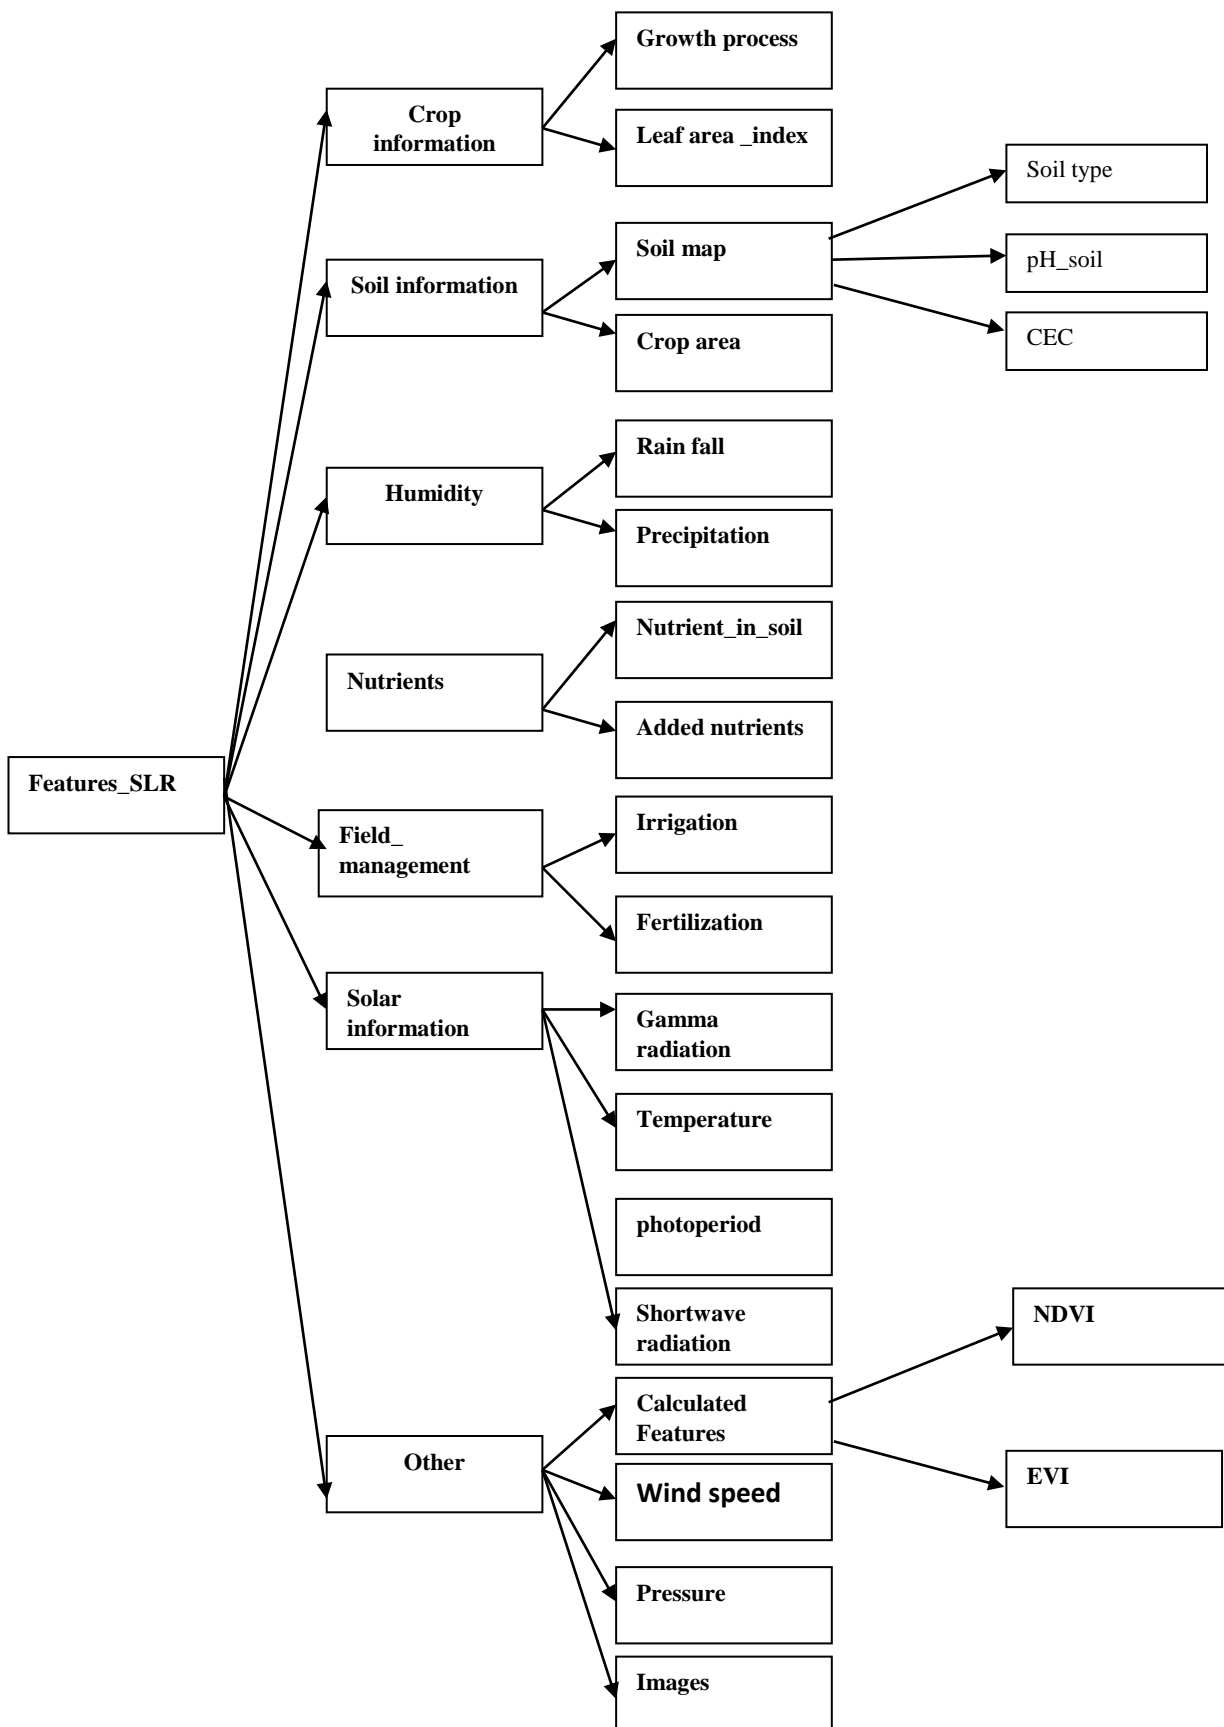 Growth process
Crop
information
Leaf area _index
Soil type
Soil map
pH_soil
Soil information
Crop area
CEC
Rain fall
Humidity
Precipitation
Nutrient_in_soil
Nutrients
Added nutrients
Features_SLR
Irrigation
Field_
management
Fertilization
Solar
information
Gamma
radiation
Temperature
photoperiod
Shortwave
radiation
NDVI
Calculated
Features
Other
EVI
Wind speed
Pressure
Images